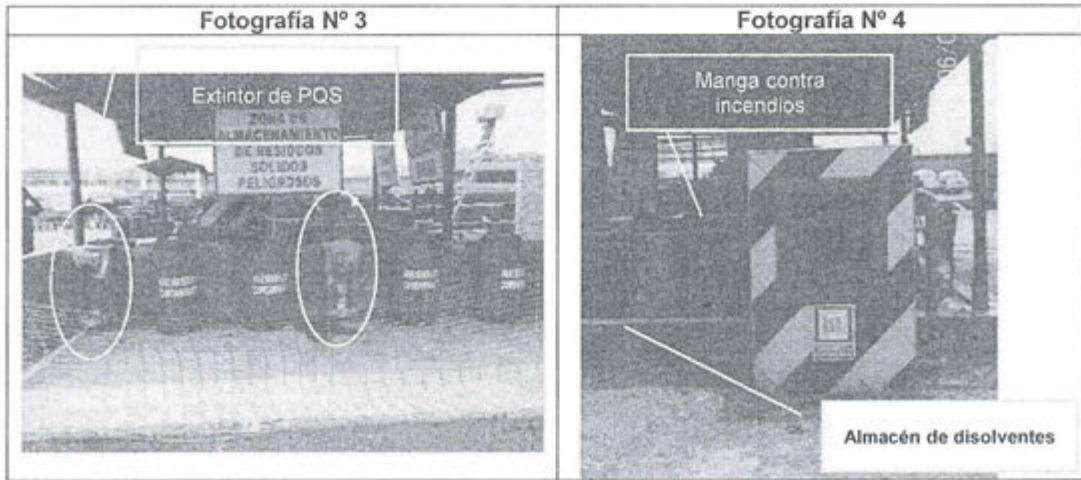 Fotografía Nº 3
Extintor de PQS
ZONA DE
ALMACENAMIENTO
DE RESIDUOS
SÓLIDOS
PELIGROSOS
Fotografía Nº 4
Manga contra
incendios
Almacén de disolventes